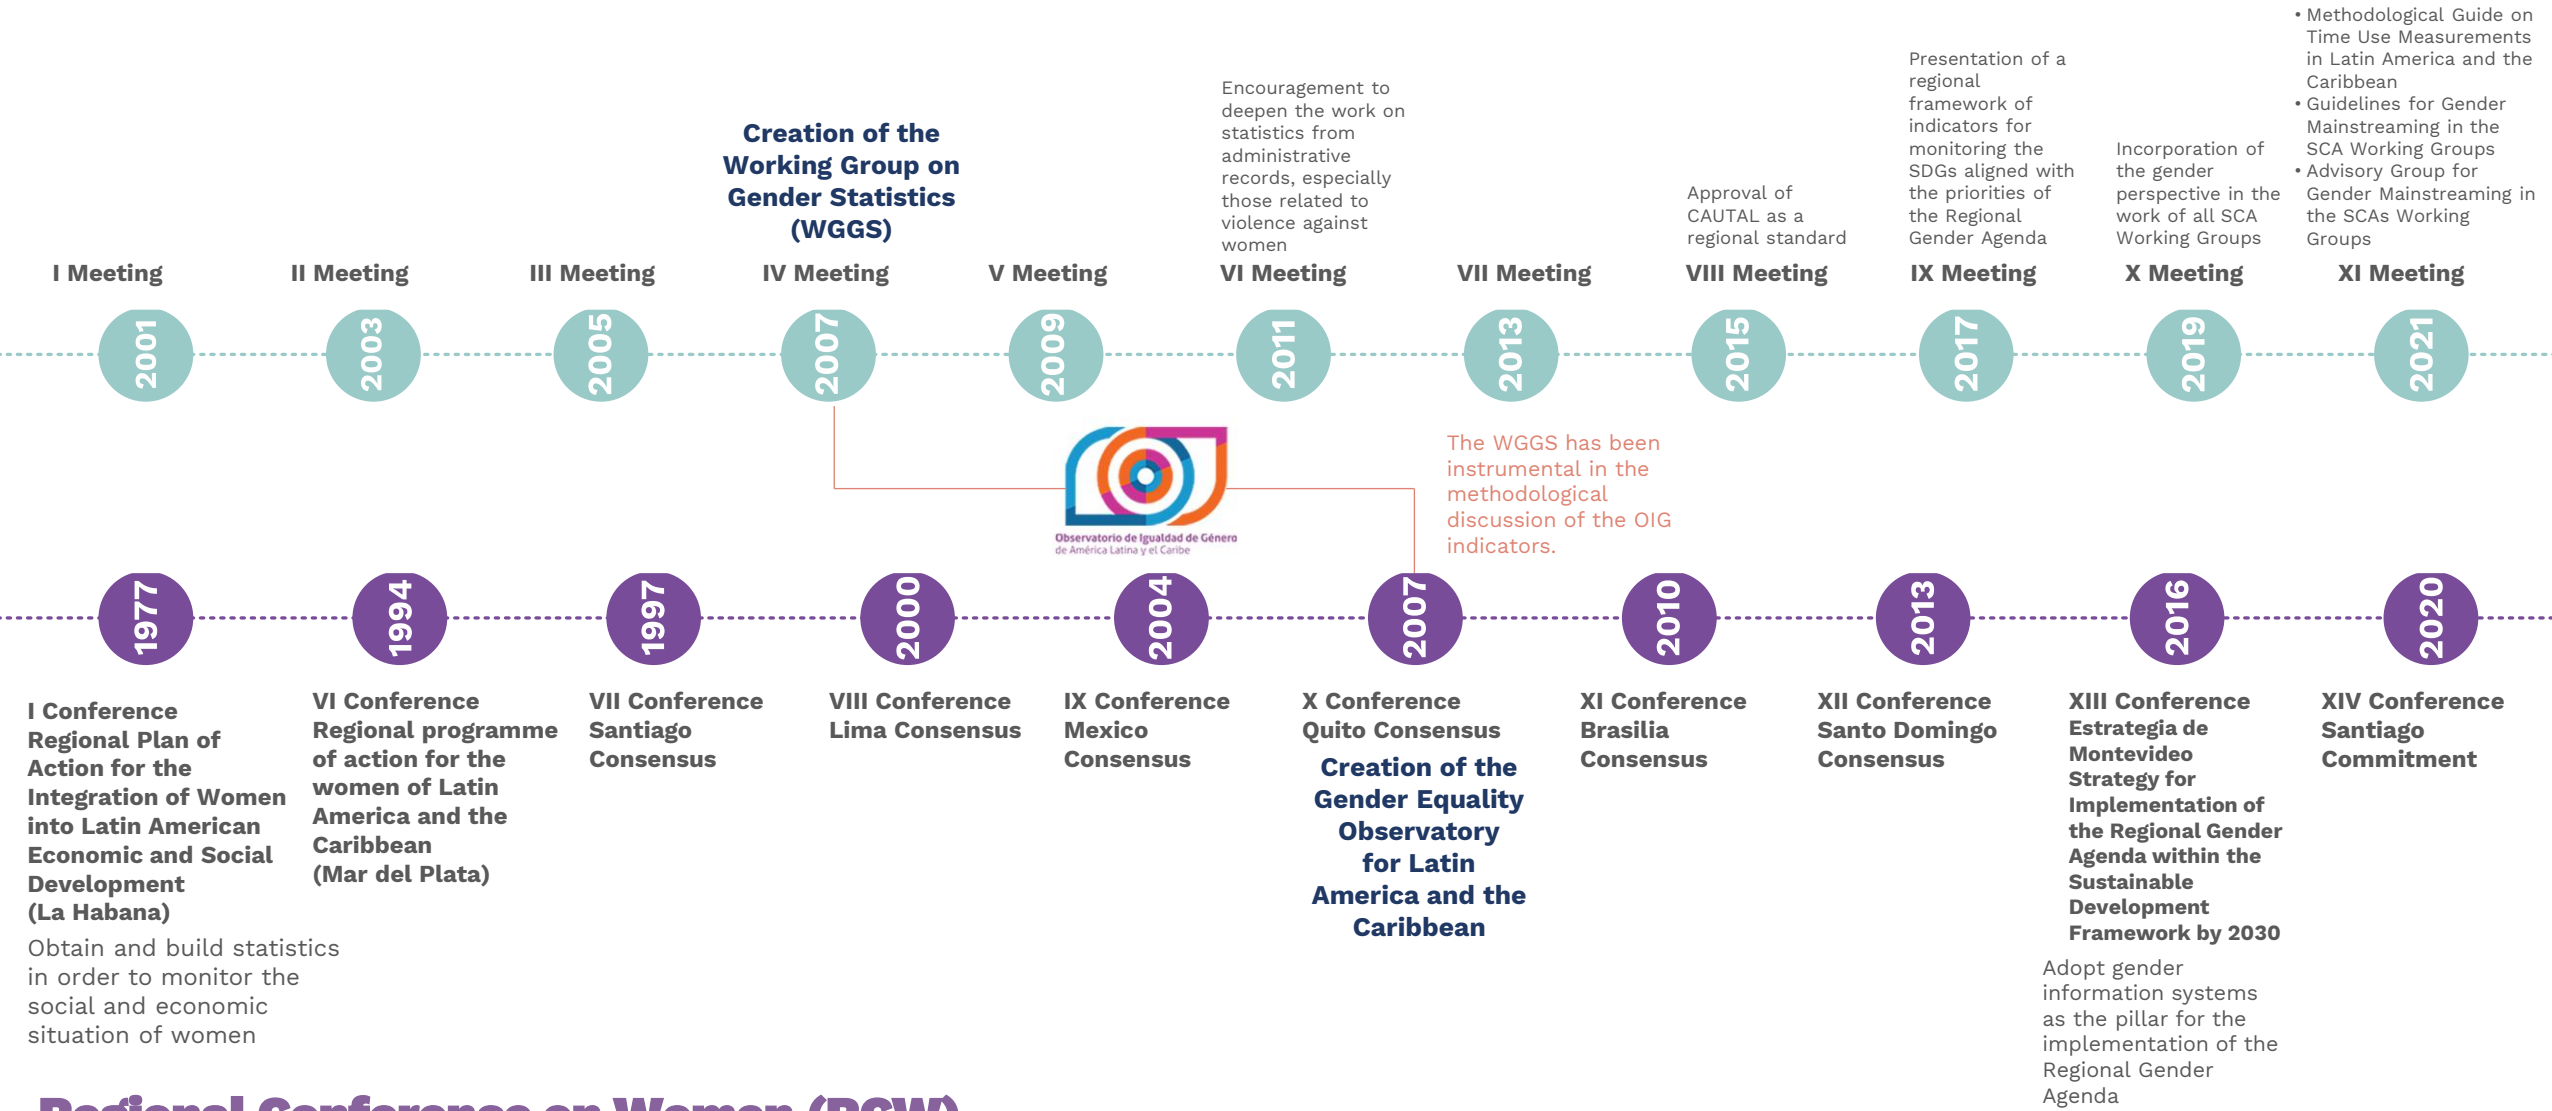 Creation of the
Working Group on
Gender Statistics
(WGGS)
Encouragement to
deepen the work on
statistics from
administrative
records, especially
those related to
violence against
women
Approval of
CAUTAL as a
regional standard
Presentation of a
regional
framework of
indicators for
monitoring the
SDGs aligned with
the priorities of
the Regional
Gender Agenda
Incorporation of
the gender
perspective in the
work of all SCA
Working Groups
• Methodological Guide on
Time Use Measurements
in Latin America and the
Caribbean
• Guidelines for Gender
Mainstreaming in the
SCA Working Groups
• Advisory Group for
Gender Mainstreaming in
the SCAs Working
Groups
I Meeting
II Meeting
III Meeting
IV Meeting
V Meeting
VI Meeting
VII Meeting
VIII Meeting
IX Meeting
X Meeting
XI Meeting
2001
2003
2005
2007
2009
2011
2013
2015
2017
2019
2021
Observatorio de Igualdad de Género
de América Latina y el Caribe
The WGGS has been
instrumental in the
methodological
discussion of the OIG
indicators.
1977
1994
1997
2000
2004
2007
2010
2013
2016
2020
I Conference
Regional Plan of
Action for the
Integration of Women
into Latin American
Economic and Social
Development
(La Habana)
Obtain and build statistics
in order to monitor the
social and economic
situation of women
VI Conference
Regional programme
of action for the
women of Latin
America and the
Caribbean
(Mar del Plata)
VII Conference
Santiago
Consensus
VIII Conference
Lima Consensus
IX Conference
Mexico
Consensus
X Conference
Quito Consensus
Creation of the
Gender Equality
Observatory
for Latin
America and the
Caribbean
XI Conference
Brasilia
Consensus
XII Conference
Santo Domingo
Consensus
XIII Conference
Estrategia de
Montevideo
Strategy for
Implementation of
the Regional Gender
Agenda within the
Sustainable
Development
Framework by 2030
Adopt gender
information systems
as the pillar for the
implementation of the
Regional Gender
Agenda
XIV Conference
Santiago
Commitment
Regional Conference on Women (RCW)